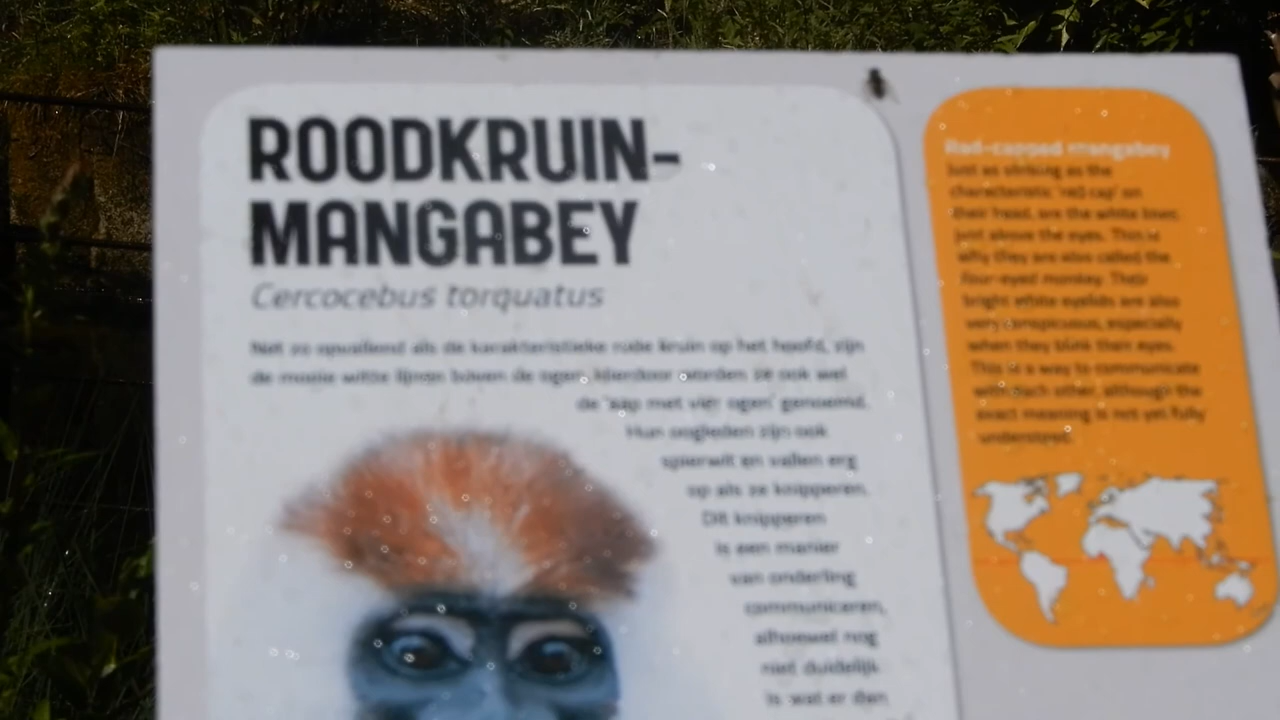 ROODKRUIN-
MANGABEY
Cercocebus torquatus
Net zo opvallend als de karakteristieke rode kruin op het hoofd, zijn
de mooie witte lijnen boven de ogen. Hierdoor worden ze ook wel
de 'aap met vier ogen' genoemd.
Hun oogleden zijn ook
spierwit en vallen erg
op als ze knipperen.
Dit knipperen
is een manier
van onderling
communiceren,
alhoewel nog
niet duidelijk
is wat er dan
Red-capped mangabey
Just as striking as the
characteristic 'red cap' on
their head, are the white lines
just above the eyes. This is
why they are also called the
four-eyed monkey. Their
bright white eyelids are also
very conspicuous, especially
when they blink their eyes.
This is a way to communicate
with each other, although the
exact meaning is not yet fully
understood.